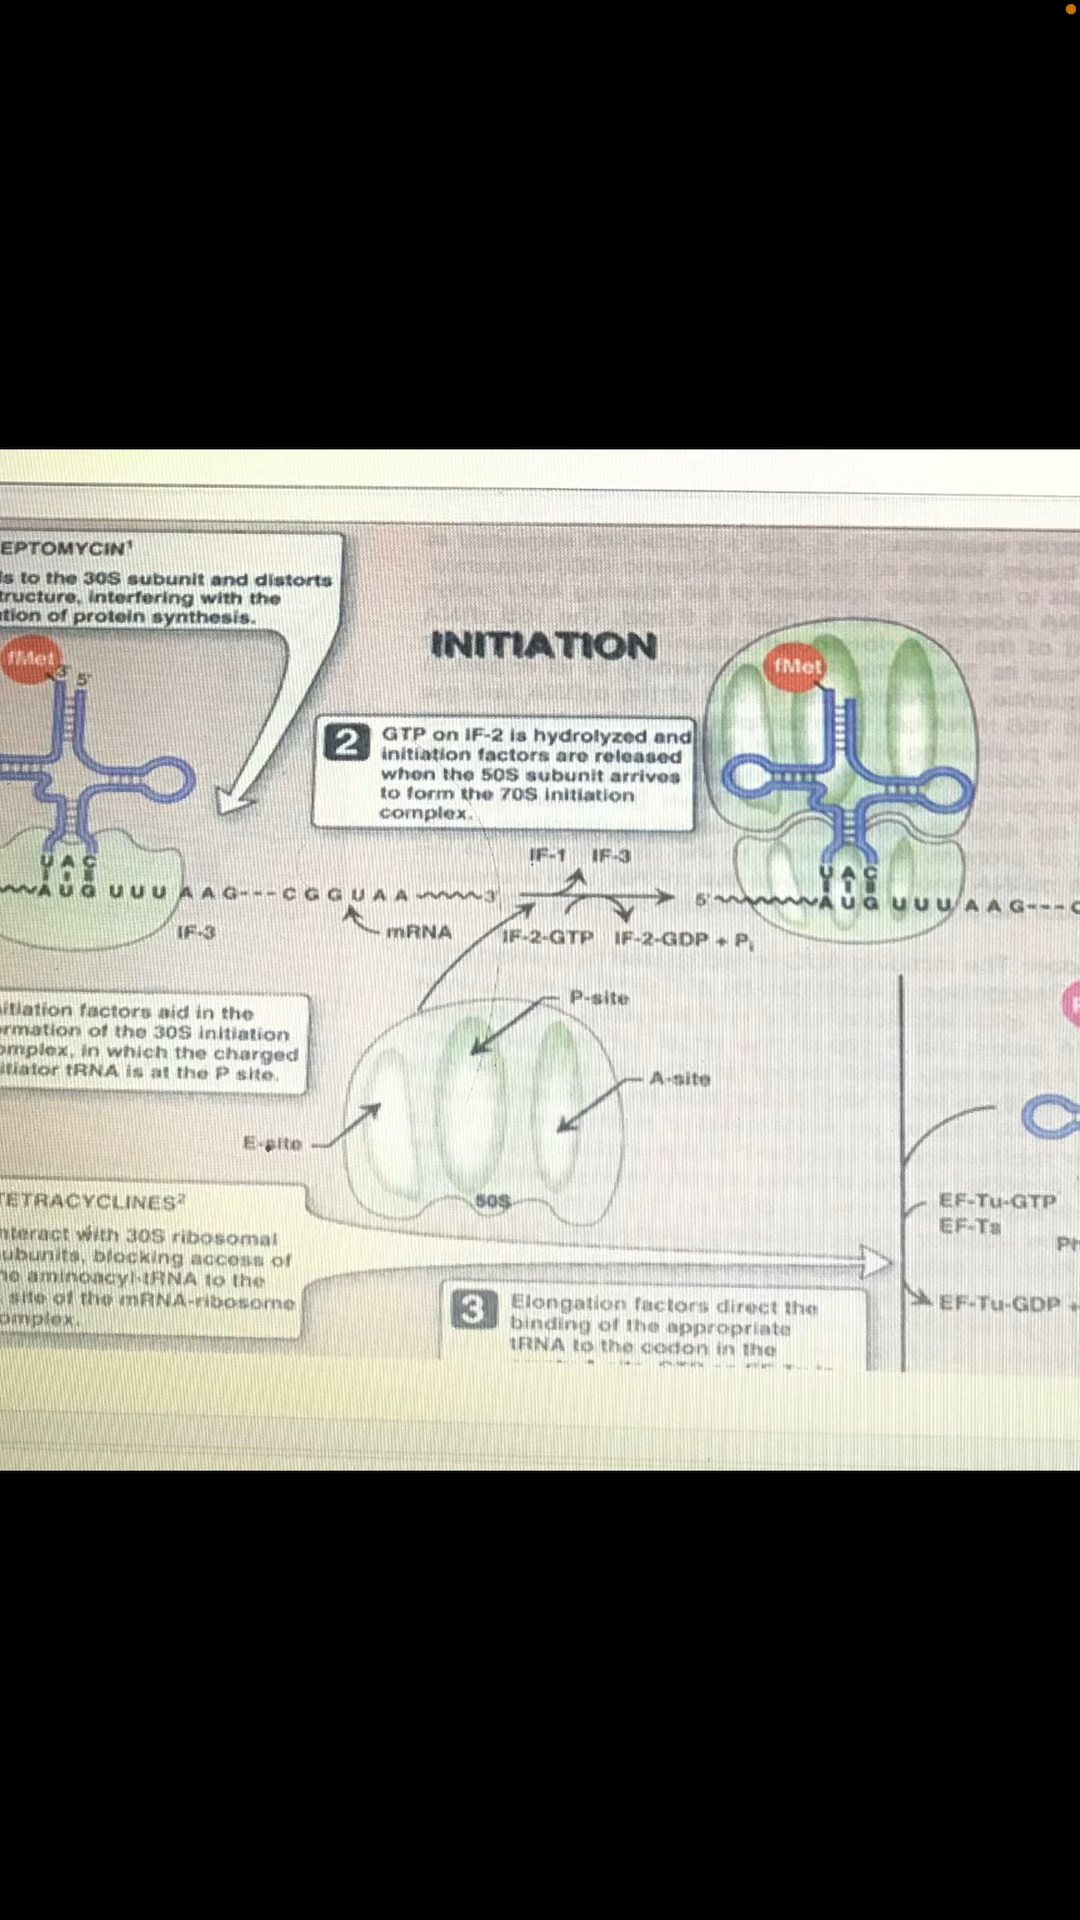 EPTOMYCIN¹
s to the 30S subunit and distorts
tructure, interfering with the
tion of protein synthesis.
INITIATION
fMet
3'
5'
fMet
2
GTP on IF-2 is hydrolyzed and
initiation factors are released
when the 50S subunit arrives
to form the 70S initiation
complex.
IF-1 IF-3
U A C
U A C
A U G U U U A A G---C G G U A A 3'
5' A U G U U U A A G---C
IF-3
mRNA
IF-2-GTP IF-2-GDP + Pi
itiation factors aid in the
rmation of the 30S initiation
omplex, in which the charged
itiator tRNA is at the P site.
P-site
A-site
E-site
50S
TETRACYCLINES²
nteract with 30S ribosomal
ubunits, blocking access of
he aminoacyl-tRNA to the
site of the mRNA-ribosome
omplex.
EF-Tu-GTP
EF-Ts
EF-Tu-GDP +
3
Elongation factors direct the
binding of the appropriate
tRNA to the codon in the